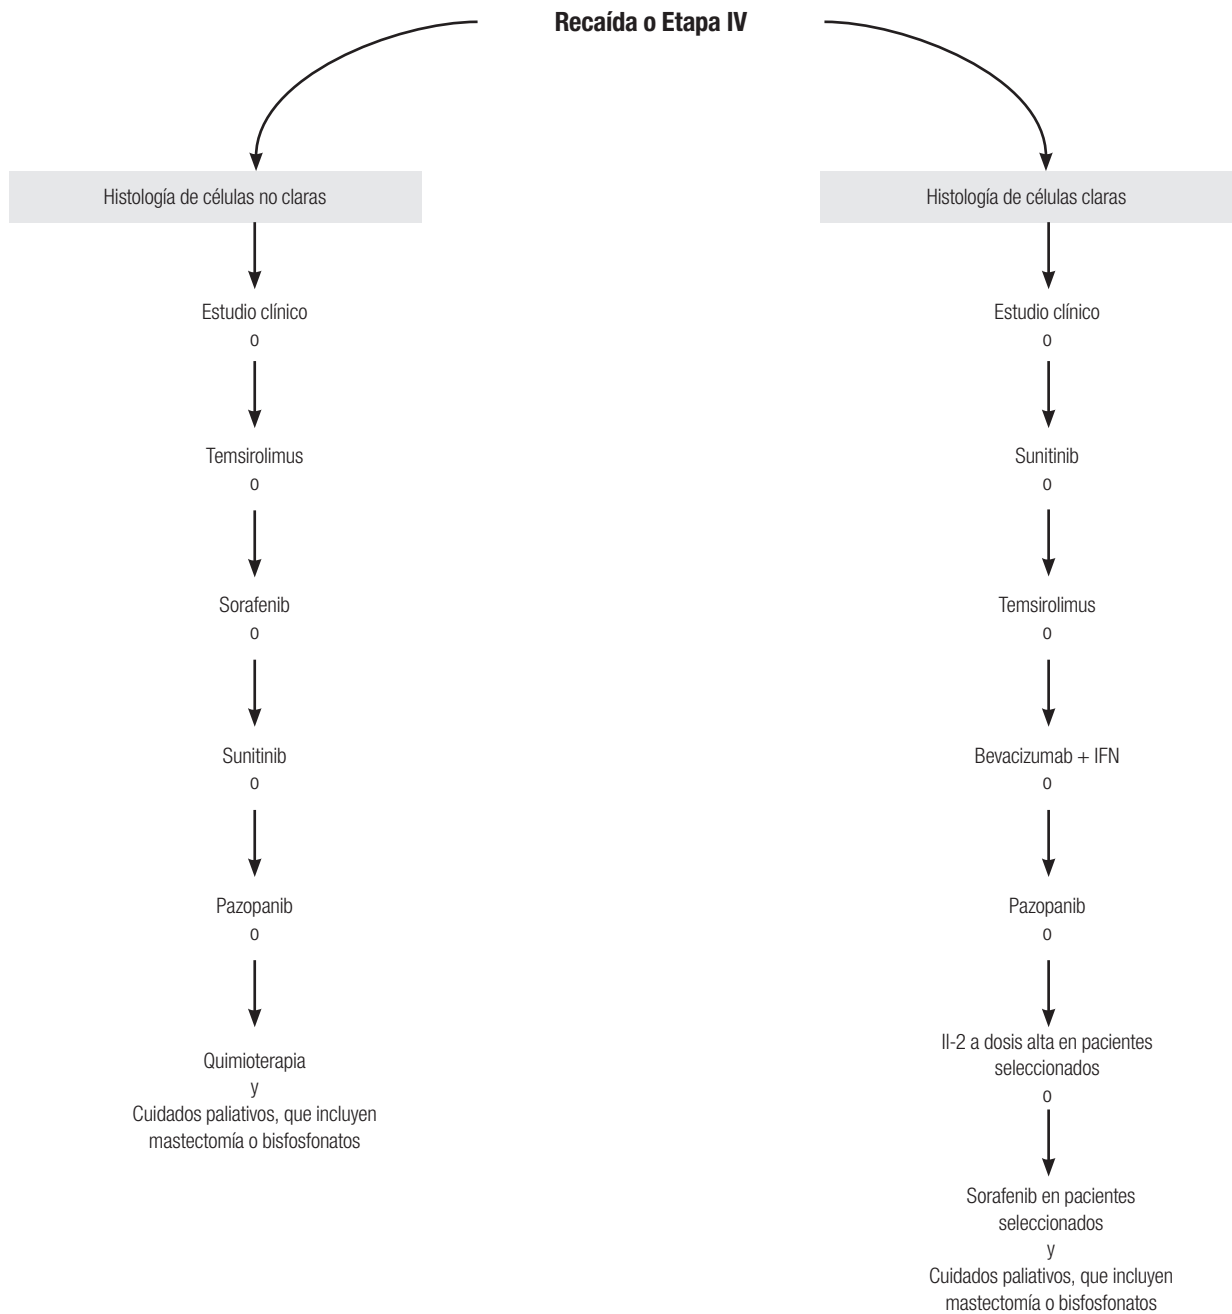 Recaída o Etapa IV
Histología de células no claras
Estudio clínico
o
Temsirolimus
o
Sorafenib
o
Sunitinib
o
Pazopanib
o
Quimioterapia
y
Cuidados paliativos, que incluyen
mastectomía o bisfosfonatos
Histología de células claras
Estudio clínico
o
Sunitinib
o
Temsirolimus
o
Bevacizumab + IFN
o
Pazopanib
o
Il-2 a dosis alta en pacientes
seleccionados
o
Sorafenib en pacientes
seleccionados
y
Cuidados paliativos, que incluyen
mastectomía o bisfosfonatos